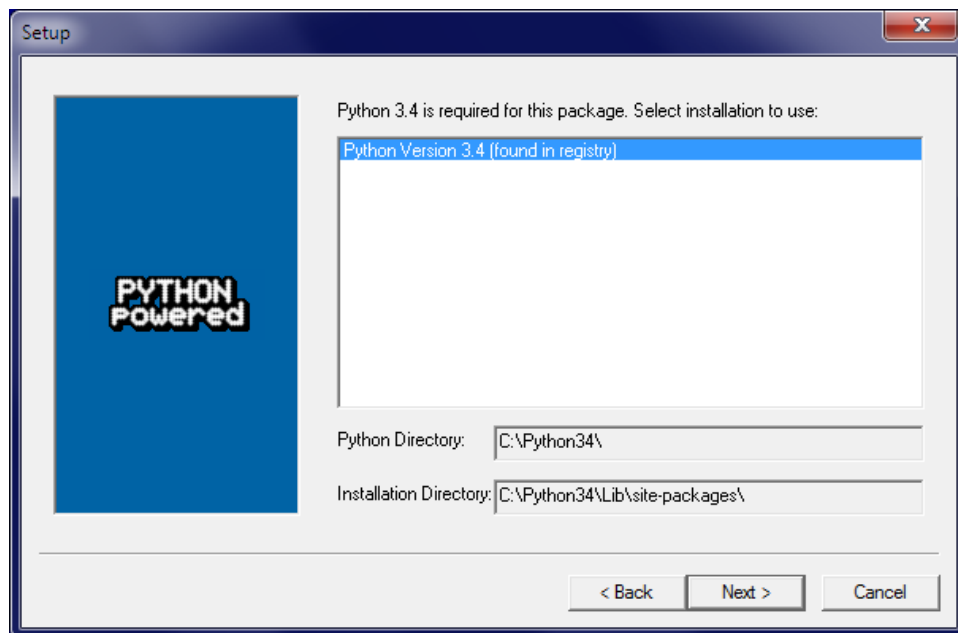 Setup
Python 3.4 is required for this package. Select installation to use:
Python Version 3.4 (found in registry)
PYTHON
powered
Python Directory: C:\Python34\
Installation Directory: C:\Python34\Lib\site-packages\
< Back Next > Cancel